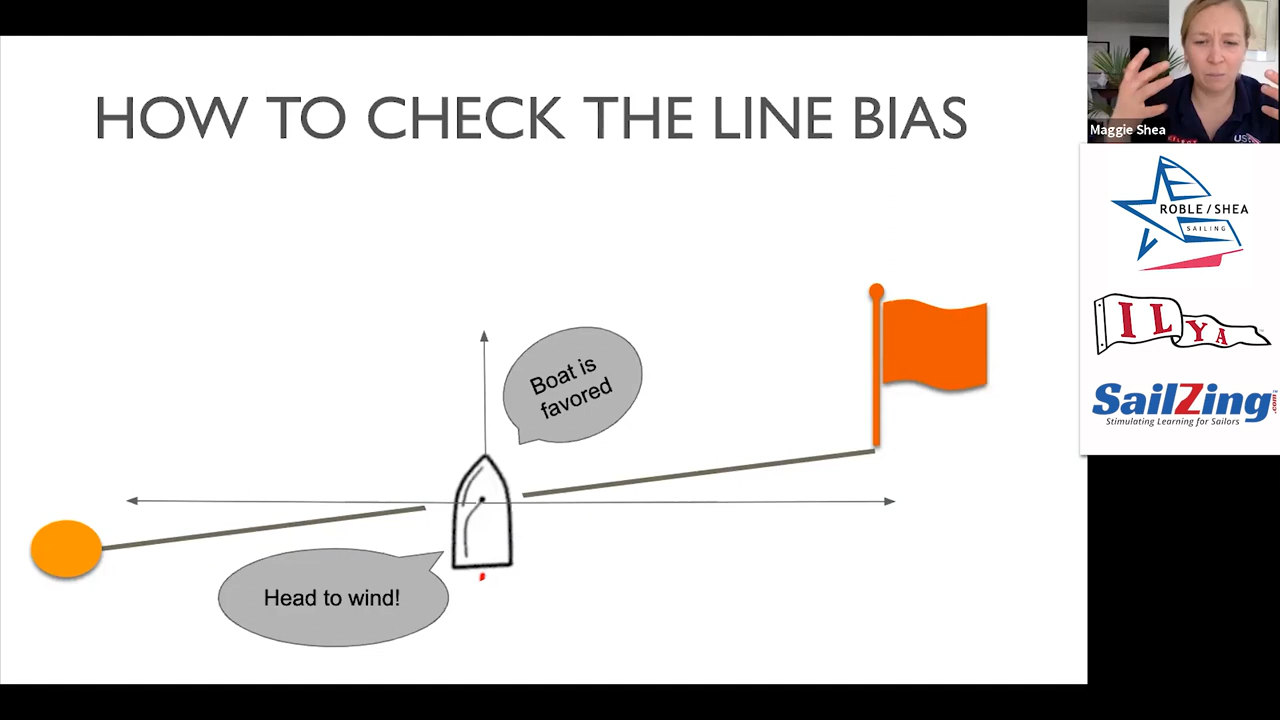 HOW TO CHECK THE LINE BIAS
Boat is
favored
Head to wind!
Maggie Shea
ROBLE / SHEA
SAILING
ILYA
SailZing
.com!
Stimulating Learning for Sailors